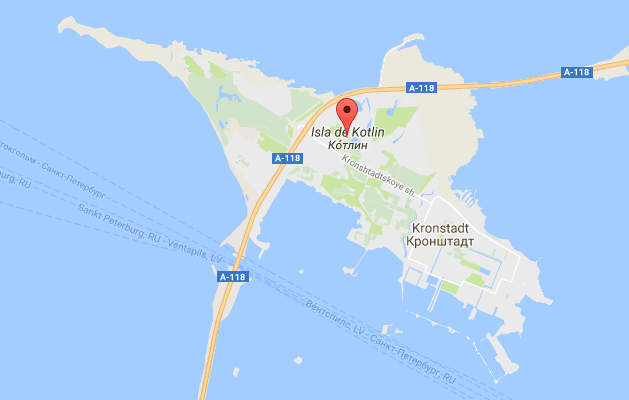 A-118
A-118
Isla de Kotlin
Ко́тлин
A-118
Kronshtadtskoye sh.
стокгольм - Санкт-Петербург
burg, RU
Sankt Peterburg, RU - Ventspils, LV
Kronstadt
Кронштадт
A-118
Вентспилс, LV - Санкт-Петербург, RU